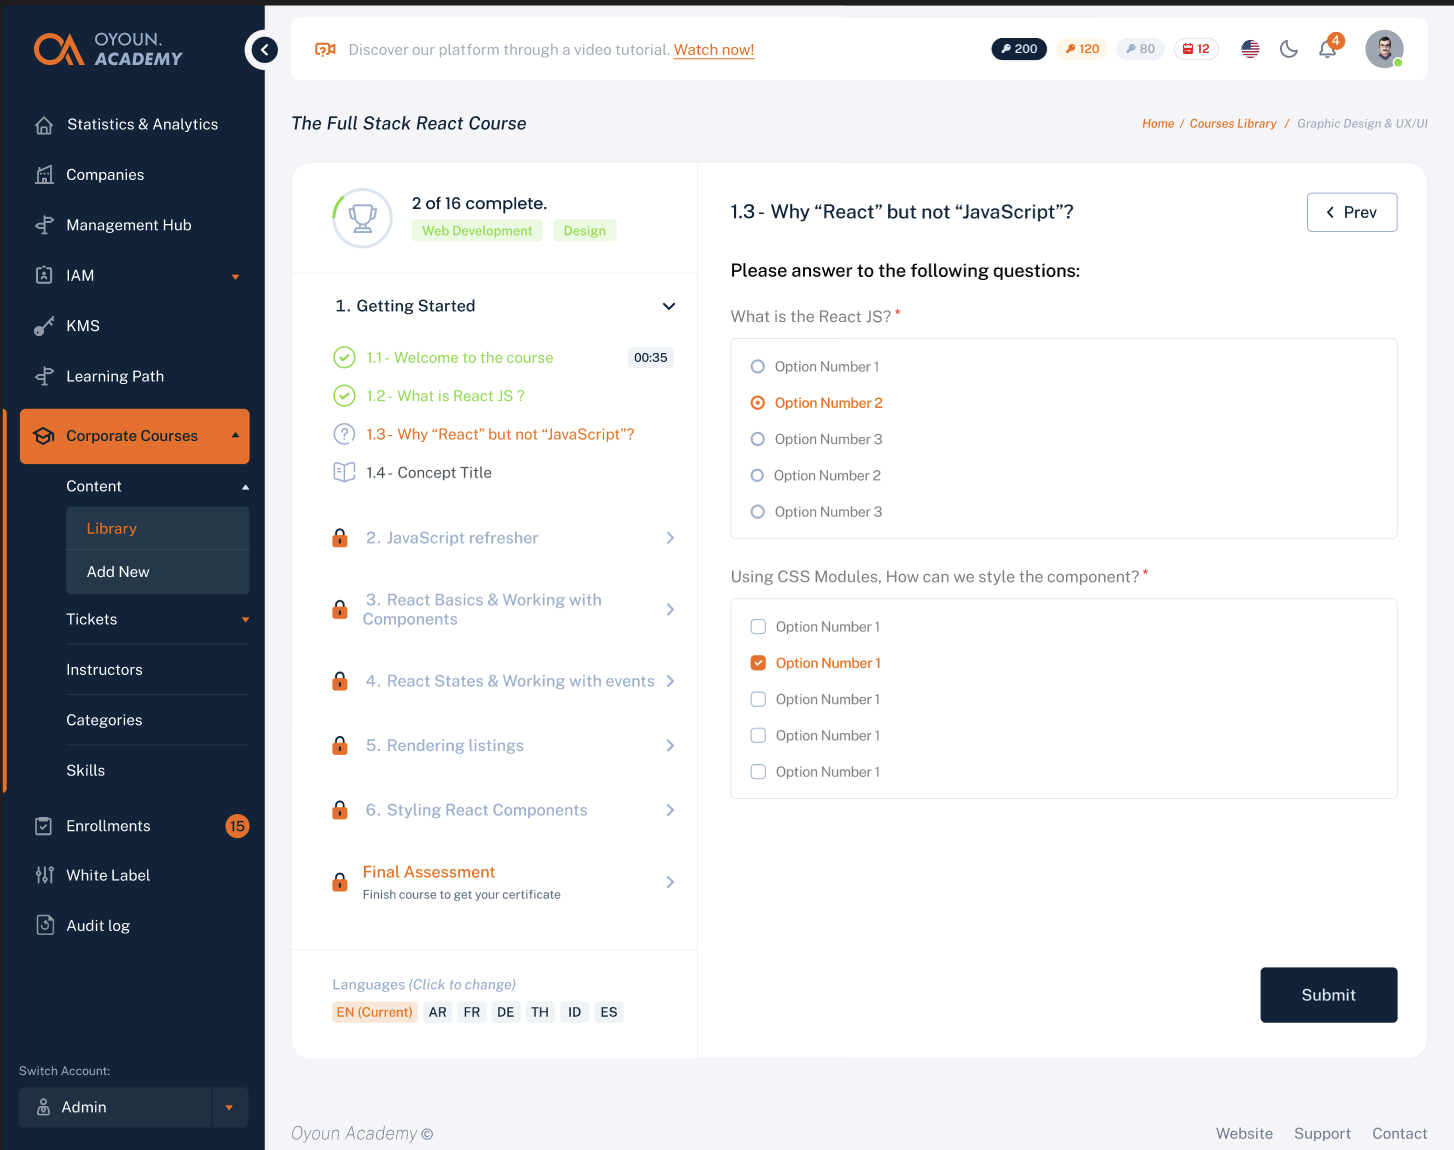 OYOUN.
ACADEMY
Discover our platform through a video tutorial. Watch now!
200
120
80
12
4
Statistics & Analytics
Companies
Management Hub
IAM
KMS
Learning Path
Corporate Courses
Content
Library
Add New
Tickets
Instructors
Categories
Skills
Enrollments
15
White Label
Audit log
Switch Account:
Admin
The Full Stack React Course
Home / Courses Library / Graphic Design & UX/UI
2 of 16 complete.
Web Development
Design
1. Getting Started
1.1- Welcome to the course
00:35
1.2- What is React JS ?
1.3- Why “React” but not “JavaScript”?
1.4- Concept Title
2. JavaScript refresher
3. React Basics & Working with
Components
4. React States & Working with events
5. Rendering listings
6. Styling React Components
Final Assessment
Finish course to get your certificate
Languages (Click to change)
EN (Current) AR FR DE TH ID ES
1.3- Why “React” but not “JavaScript”?
Prev
Please answer to the following questions:
What is the React JS? *
Option Number 1
Option Number 2
Option Number 3
Option Number 2
Option Number 3
Using CSS Modules, How can we style the component? *
Option Number 1
Option Number 1
Option Number 1
Option Number 1
Option Number 1
Submit
Oyoun Academy ©
Website Support Contact